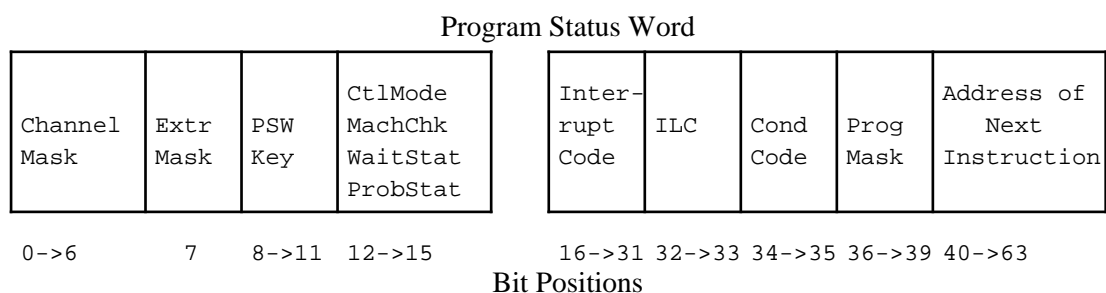 Program Status Word
Channel Mask
Extr Mask
PSW Key
CtlMode
MachChk
WaitStat
ProbStat
Inter-
rupt
Code
ILC
Cond
Code
Prog
Mask
Address of
Next
Instruction
0->6 7 8->11 12->15 16->31 32->33 34->35 36->39 40->63
Bit Positions